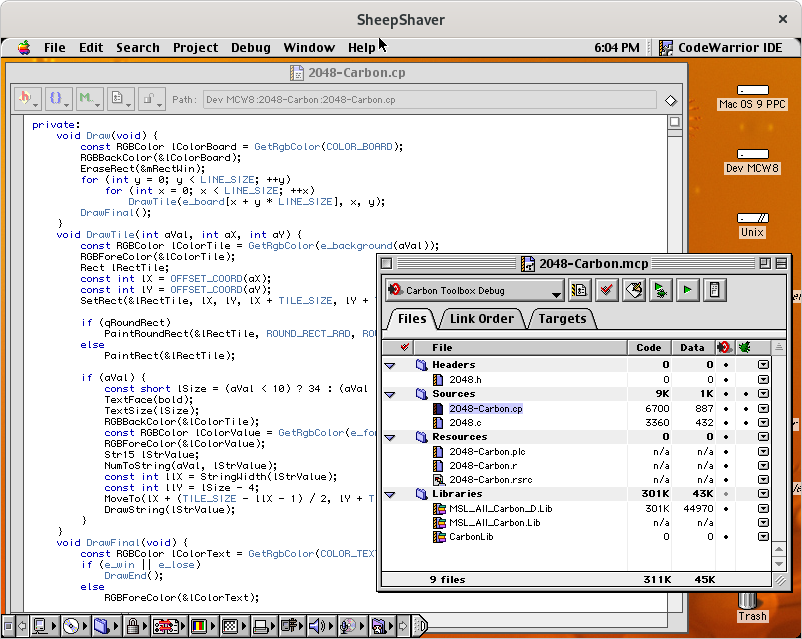 SheepShaver
File Edit Search Project Debug Window Help 6:04 PM CodeWarrior IDE
2048-Carbon.cp
Path: Dev MCW8:2048-Carbon:2048-Carbon.cp
private:
void Draw(void) {
const RGBColor lColorBoard = GetRgbColor(COLOR_BOARD);
RGBBackColor(&lColorBoard);
EraseRect(&mRectWin);
for (int y = 0; y < LINE_SIZE; ++y)
for (int x = 0; x < LINE_SIZE; ++x)
DrawTile(e_board[x + y * LINE_SIZE], x, y);
DrawFinal();
}
void DrawTile(int aVal, int aX, int aY) {
const RGBColor lColorTile = GetRgbColor(e_background(aVal));
RGBForeColor(&lColorTile);
Rect lRectTile;
const int lX = OFFSET_COORD(aX);
const int lY = OFFSET_COORD(aY);
SetRect(&lRectTile, lX, lY, lX + TILE_SIZE, lY + T
if (qRoundRect)
PaintRoundRect(&lRectTile, ROUND_RECT_RAD, ROU
else
PaintRect(&lRectTile);
if (aVal) {
const short lSize = (aVal < 10) ? 34 : (aVal
TextFace(bold);
TextSize(lSize);
RGBBackColor(&lColorTile);
const RGBColor lColorValue = GetRgbColor(e_fo
RGBForeColor(&lColorValue);
Str15 lStrValue;
NumToString(aVal, lStrValue);
const int llX = StringWidth(lStrValue);
const int llY = lSize - 4;
MoveTo(lX + (TILE_SIZE - llX - 1) / 2, lY + T
DrawString(lStrValue);
}
}
void DrawFinal(void) {
const RGBColor lColorText = GetRgbColor(COLOR_TEXT
if (e_win || e_lose)
DrawEnd();
else
RGBForeColor(&lColorText);
2048-Carbon.mcp
Carbon Toolbox Debug
Files Link Order Targets
File Code Data
Headers 0 0
2048.h 0 0
Sources 9K 1K
2048-Carbon.cp 6700 887
2048.c 3360 432
Resources 0 0
2048-Carbon.plc n/a n/a
2048-Carbon.r n/a n/a
2048-Carbon.rsrc n/a n/a
Libraries 301K 43K
MSL_All_Carbon_D.Lib 301K 44970
MSL_All_Carbon.Lib n/a n/a
CarbonLib 0 0
9 files 311K 45K
Mac OS 9 PPC
Dev MCW8
Unix
Trash